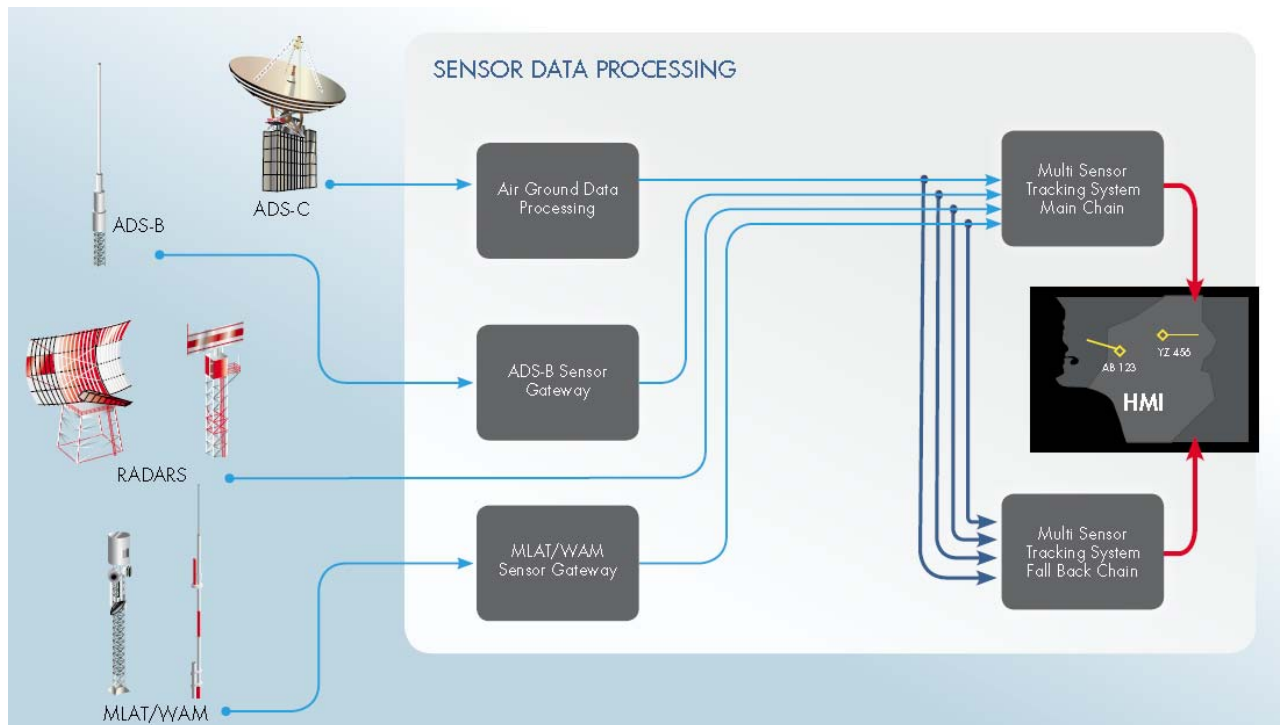 SENSOR DATA PROCESSING
ADS-C
ADS-B
RADARS
MLAT/WAM
Air Ground Data
Processing
ADS-B Sensor
Gateway
MLAT/WAM
Sensor Gateway
Multi Sensor
Tracking System
Main Chain
YZ 456
AB 123
HMI
Multi Sensor
Tracking System
Fall Back Chain